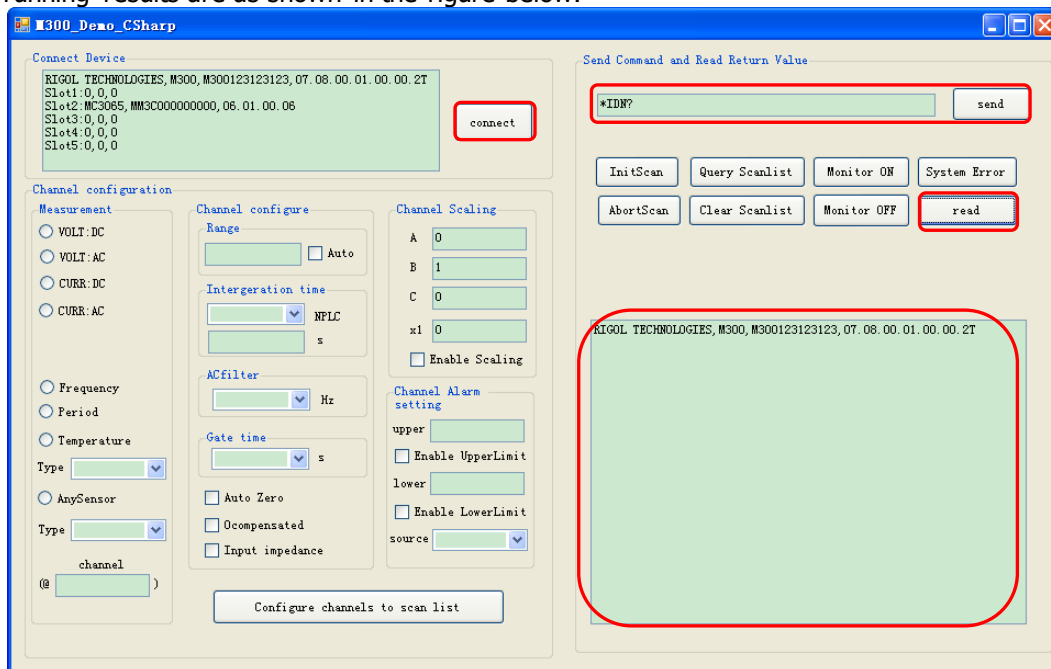 running results are as shown in the figure below.
M300_Demo_CSharp
Connect Device
RIGOL TECHNOLOGIES, M300, M300123123123, 07.08.00.01.00.00.2T
Slot1:0,0,0
Slot2:MC3065, MM3C000000000, 06.01.00.06
Slot3:0,0,0
Slot4:0,0,0
Slot5:0,0,0
connect
Channel configuration
Measurement
VOLT:DC
VOLT:AC
CURR:DC
CURR:AC
Frequency
Period
Temperature
Type
AnySensor
Type
channel
(@ )
Channel configure
Range
Auto
Intergeration time
NPLC
s
ACfilter
Hz
Gate time
s
Auto Zero
Ocompensated
Input impedance
Channel Scaling
A 0
B 1
C 0
x1 0
Enable Scaling
Channel Alarm
setting
upper
Enable UpperLimit
lower
Enable LowerLimit
source
Configure channels to scan list
Send Command and Read Return Value
*IDN? send
InitScan Query Scanlist Monitor ON System Error
AbortScan Clear Scanlist Monitor OFF read
RIGOL TECHNOLOGIES, M300, M300123123123, 07.08.00.01.00.00.2T